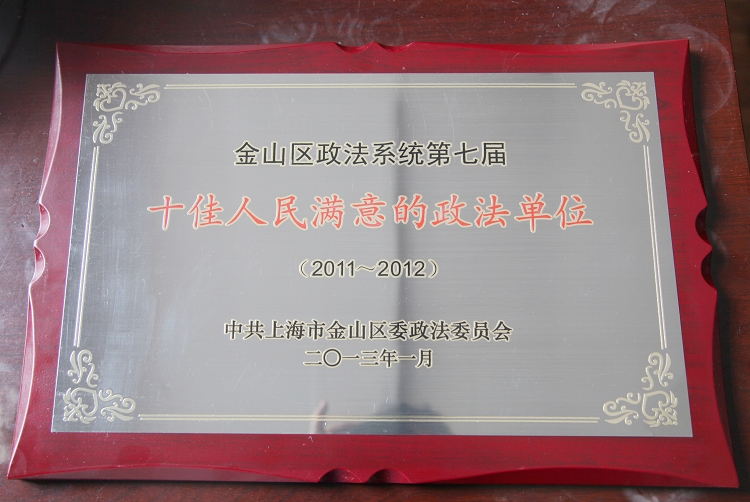 金山区政法系统第七届
十佳人民满意的政法单位
（2011～2012）
中共上海市金山区委政法委员会
二〇一三年一月